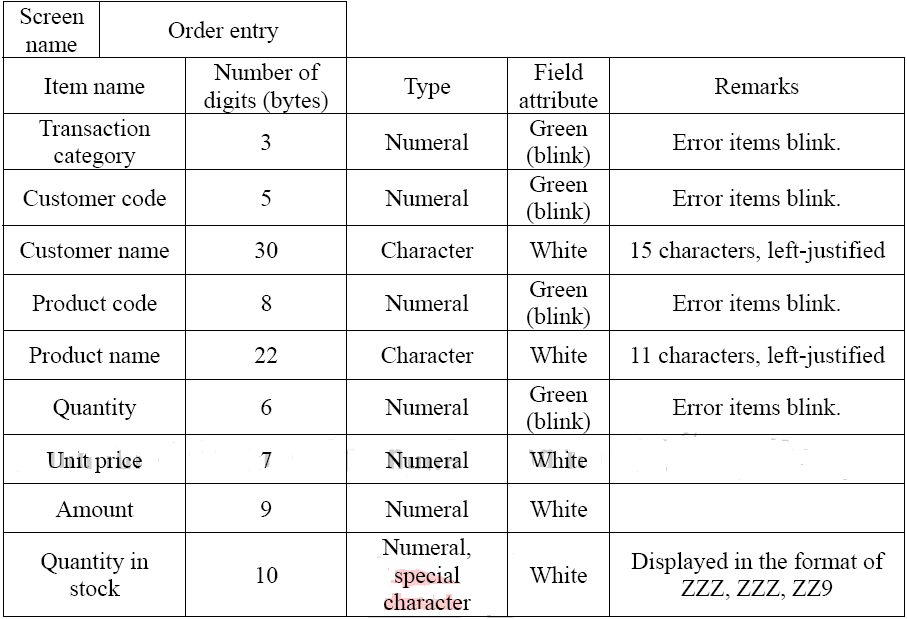 Screen name Order entry
Item name Number of digits (bytes) Type Field attribute Remarks
Transaction category 3 Numeral Green (blink) Error items blink.
Customer code 5 Numeral Green (blink) Error items blink.
Customer name 30 Character White 15 characters, left-justified
Product code 8 Numeral Green (blink) Error items blink.
Product name 22 Character White 11 characters, left-justified
Quantity 6 Numeral Green (blink) Error items blink.
Unit price 7 Numeral White
Amount 9 Numeral White
Quantity in stock 10 Numeral, special character White Displayed in the format of ZZZ, ZZZ, ZZ9